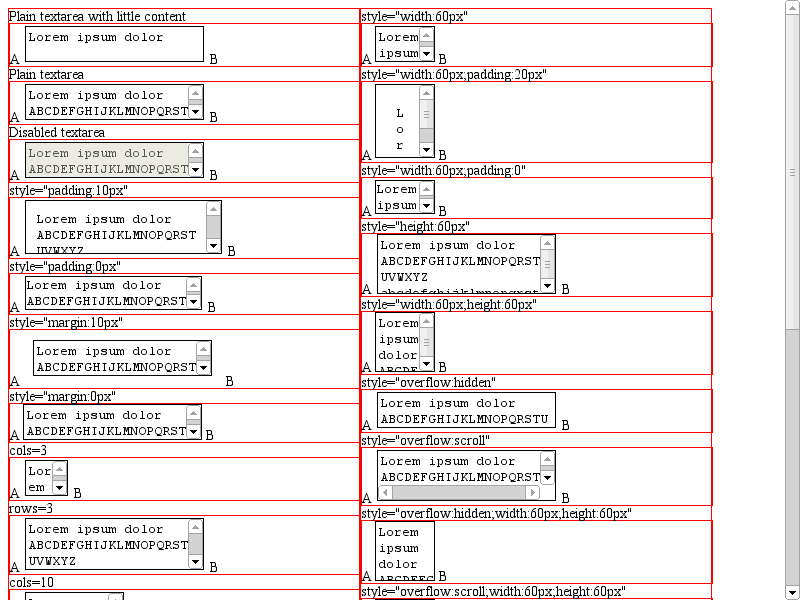 Plain textarea with little content
Lorem ipsum dolor
A B
Plain textarea
Lorem ipsum dolor
ABCDEFGHIJKLMNOPQRST
A B
Disabled textarea
Lorem ipsum dolor
ABCDEFGHIJKLMNOPQRST
A B
style="padding:10px"
Lorem ipsum dolor
ABCDEFGHIJKLMNOPQRST
UVWXYZ
A B
style="padding:0px"
Lorem ipsum dolor
ABCDEFGHIJKLMNOPQRST
A B
style="margin:10px"
Lorem ipsum dolor
ABCDEFGHIJKLMNOPQRST
A B
style="margin:0px"
Lorem ipsum dolor
ABCDEFGHIJKLMNOPQRST
A B
cols=3
Lor
em
A B
rows=3
Lorem ipsum dolor
ABCDEFGHIJKLMNOPQRST
UVWXYZ
A B
cols=10
style="width:60px"
Lorem
ipsum
A B
style="width:60px;padding:20px"
L
o
r
A B
style="width:60px;padding:0"
Lorem
ipsum
A B
style="height:60px"
Lorem ipsum dolor
ABCDEFGHIJKLMNOPQRST
UVWXYZ
abcdefghijklmnopqrst
A B
style="width:60px;height:60px"
Lorem
ipsum
dolor
ABCDE
A B
style="overflow:hidden"
Lorem ipsum dolor
ABCDEFGHIJKLMNOPQRSTU
A B
style="overflow:scroll"
Lorem ipsum dolor
ABCDEFGHIJKLMNOPQRST
A B
style="overflow:hidden;width:60px;height:60px"
Lorem
ipsum
dolor
ABCDEFG
A B
style="overflow:scroll;width:60px;height:60px"